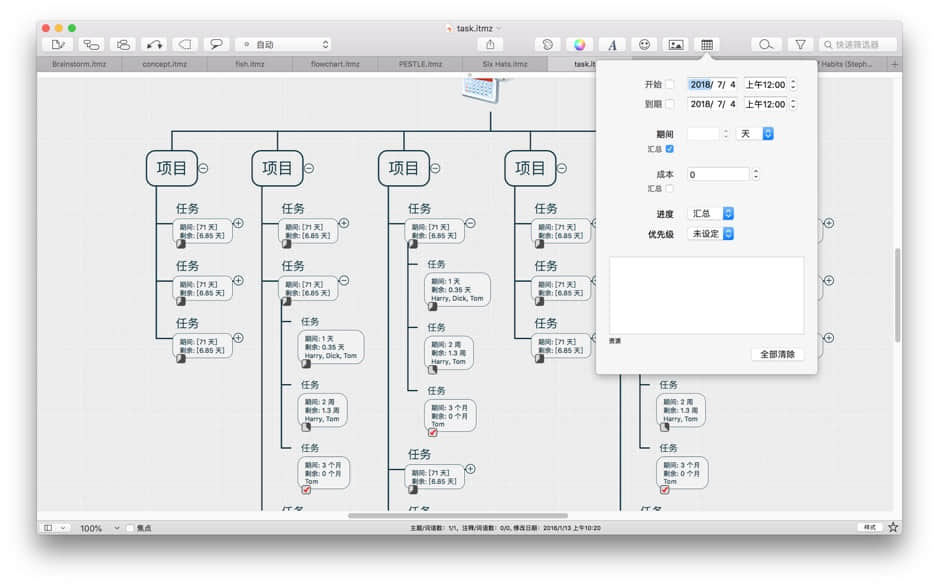 task.itmz
自动
快速筛选器
Brainstorm.itmz
concept.itmz
fish.itmz
flowchart.itmz
PESTLE.itmz
Six Hats.itmz
task.it
Habits (Steph...
开始
2018/ 7/ 4
上午12:00
到期
2018/ 7/ 4
上午12:00
期间
天
汇总
成本
0
汇总
进度
汇总
优先级
未设定
资源
全部清除
项目
任务
期间: [71 天]
剩余: [6.85 天]
任务
期间: [71 天]
剩余: [6.85 天]
任务
期间: [71 天]
剩余: [6.85 天]
项目
任务
期间: [71 天]
剩余: [6.85 天]
任务
期间: [71 天]
剩余: [6.85 天]
任务
期间: 1 天
剩余: 0.35 天
Harry, Dick, Tom
任务
期间: 2 周
剩余: 1.3 周
Harry, Tom
任务
期间: 3 个月
剩余: 0 个月
Tom
项目
任务
期间: [71 天]
剩余: [6.85 天]
任务
期间: 1 天
剩余: 0.35 天
Harry, Dick, Tom
任务
期间: 2 周
剩余: 1.3 周
Harry, Tom
任务
期间: 3 个月
剩余: 0 个月
Tom
任务
期间: [71 天]
剩余: [6.85 天]
项目
任务
期间: [71 天]
剩余: [6.85 天]
任务
期间: [71 天]
剩余: [6.85 天]
任务
期间: [71 天]
剩余: [6.85 天]
任务
期间: 2 周
剩余: 1.3 周
Harry, Tom
任务
期间: 3 个月
剩余: 0 个月
Tom
100%
焦点
主题/词语数: 1/1, 注释/词语数: 0/0, 修改日期: 2016/1/13 上午10:20
样式